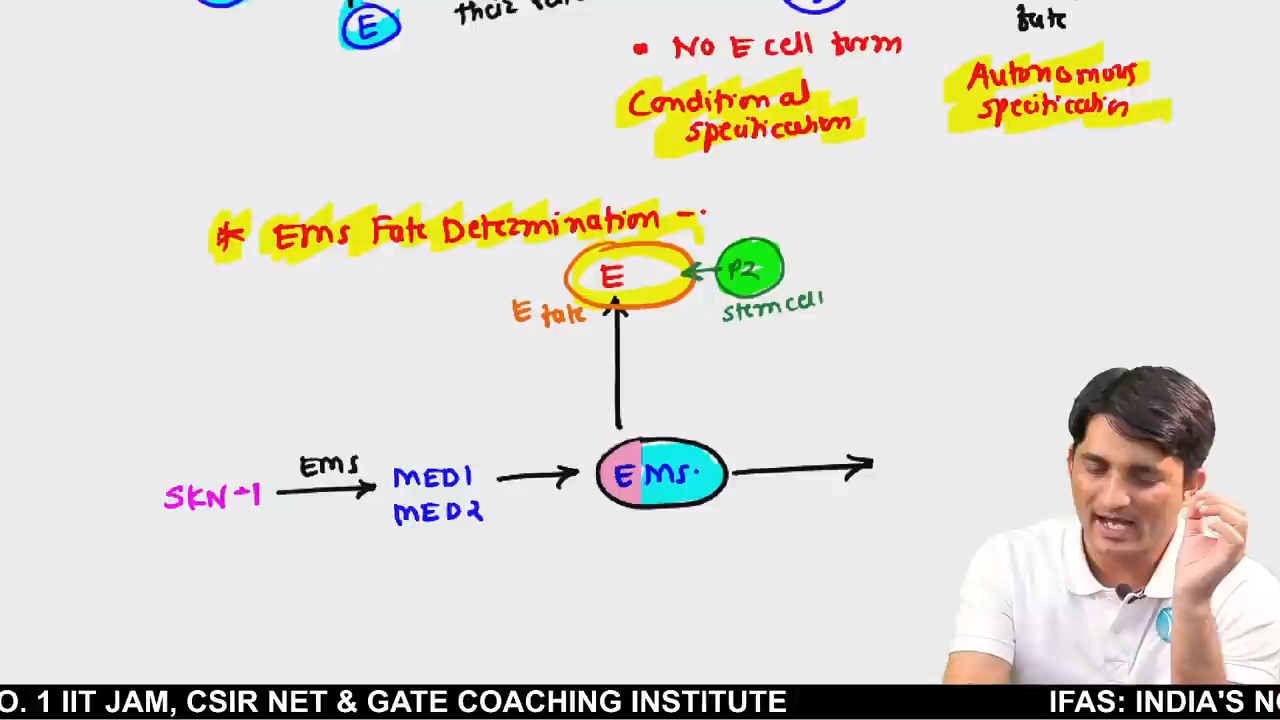 E
their
fate
• No E cell form
Conditional
specification
Autonomous
specification
* EMS Fate Determination -
E
P2
E fate
stem cell
EMS
SKN-1
MED1
MED2
E MS.
O. 1 IIT JAM, CSIR NET & GATE COACHING INSTITUTE
IFAS: INDIA'S NO